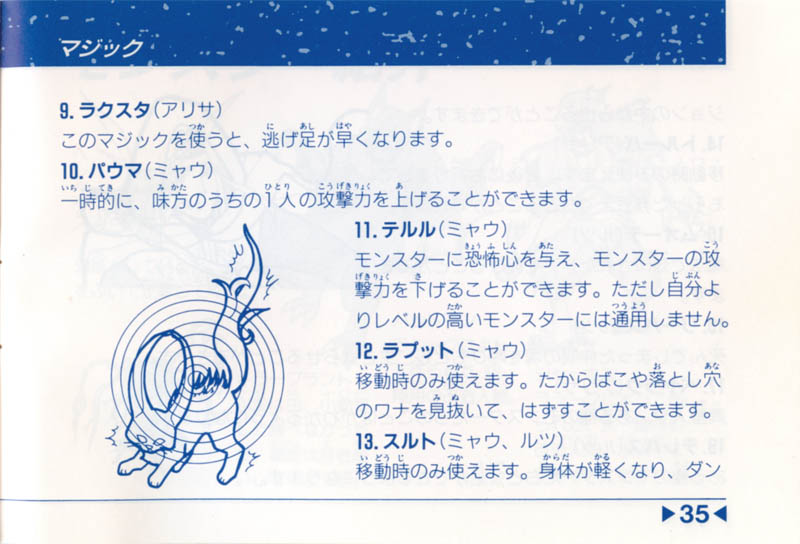 マジック
9. ラクスタ(アリサ)
このマジックを使うと、逃げ足が早くなります。
10. パウマ(ミャウ)
一時的に、味方のうちの1人の攻撃力を上げることができます。
11. テルル(ミャウ)
モンスターに恐怖心を与え、モンスターの攻
撃力を下げることができます。ただし自分よ
りレベルの高いモンスターには通用しません。
12. ラプット(ミャウ)
移動時のみ使えます。たからばこや落とし穴
のワナを見抜いて、はずすことができます。
13. スルト(ミャウ、ルツ)
移動時のみ使えます。身体が軽くなり、ダン
▶35◀